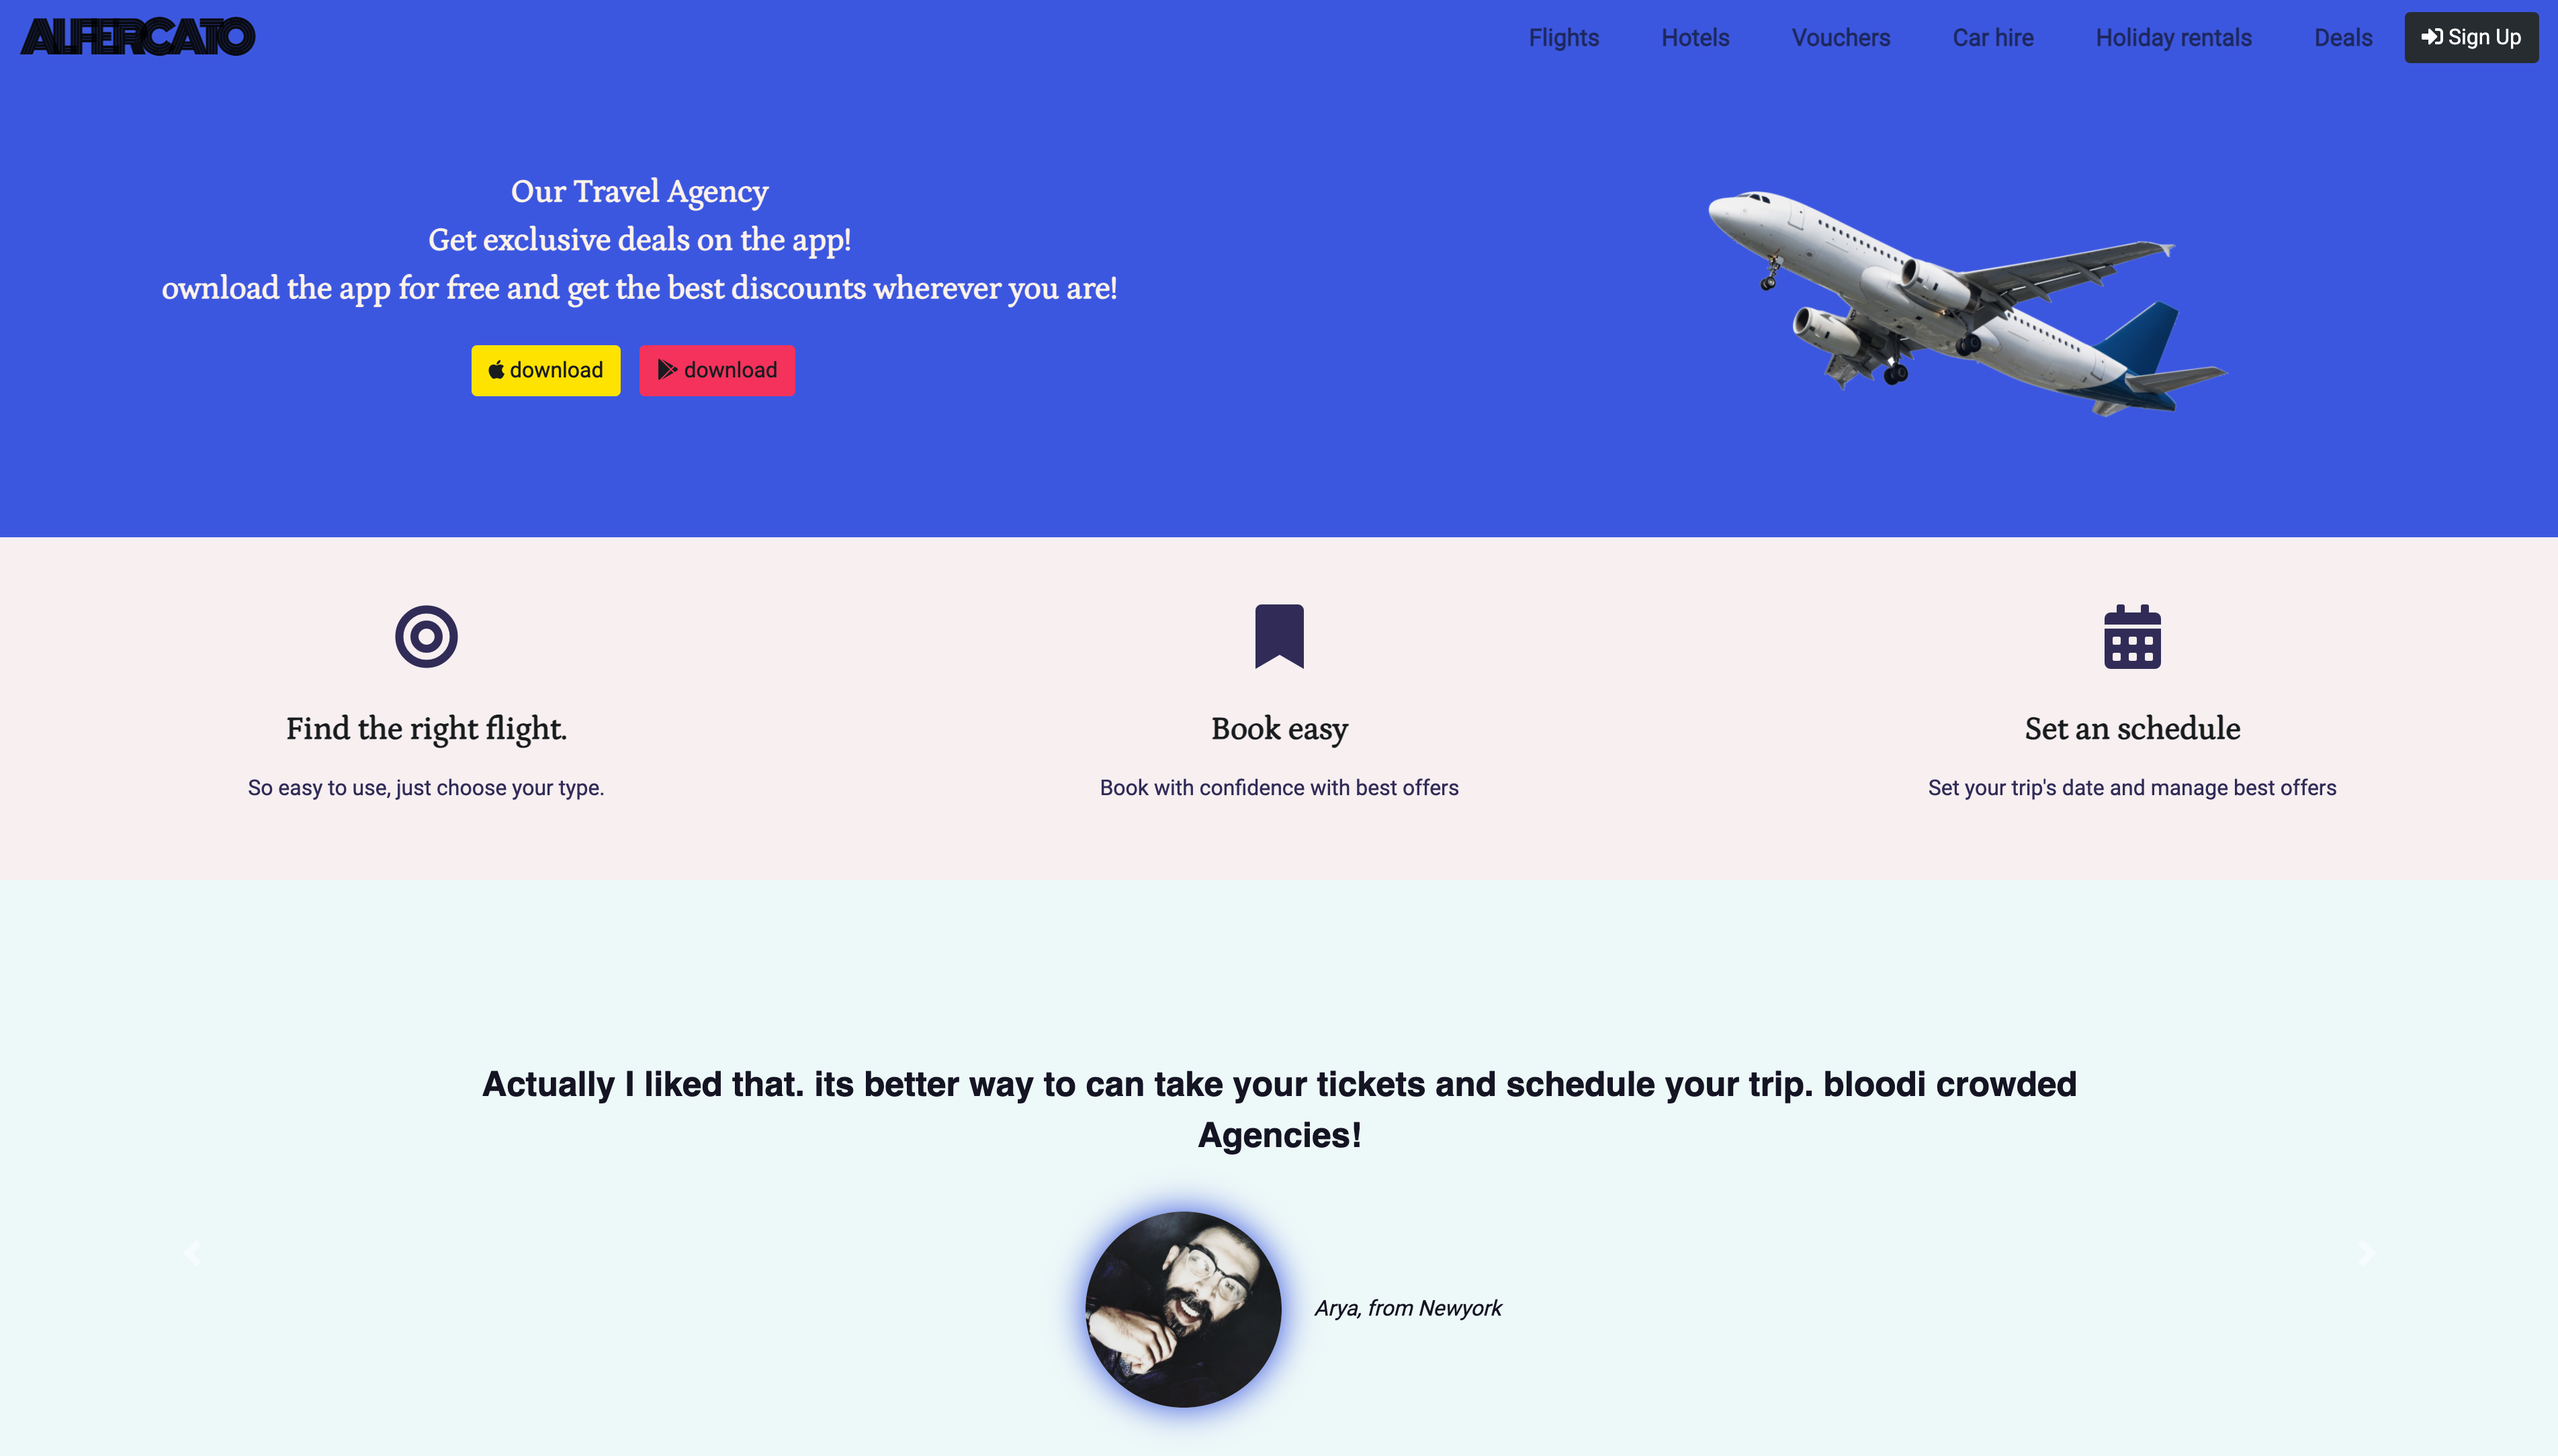 ALFERCATO
Flights Hotels Vouchers Car hire Holiday rentals Deals Sign Up
Our Travel Agency
Get exclusive deals on the app!
ownload the app for free and get the best discounts wherever you are!
download download
Find the right flight. Book easy Set an schedule
So easy to use, just choose your type. Book with confidence with best offers Set your trip's date and manage best offers
Actually I liked that. its better way to can take your tickets and schedule your trip. bloodi crowded
Agencies!
Arya, from Newyork